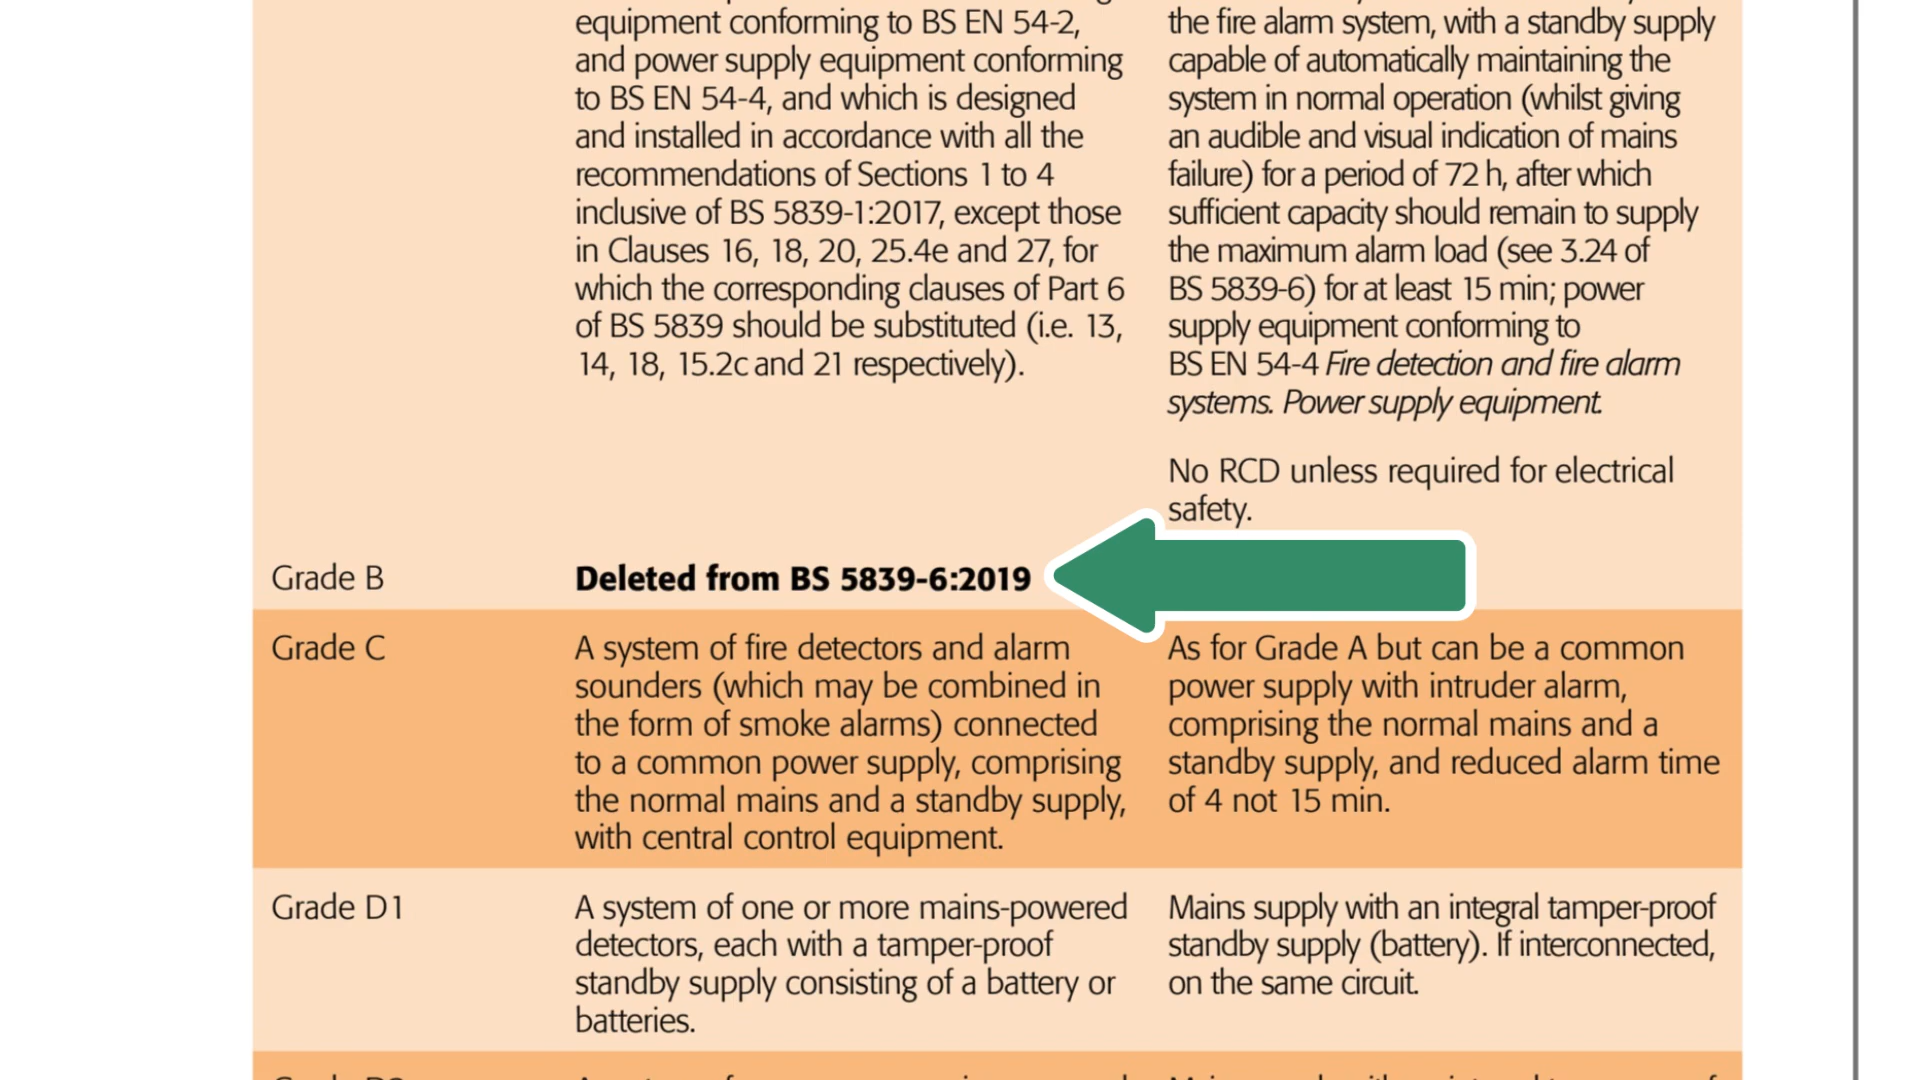 equipment conforming to BS EN 54-2,
and power supply equipment conforming
to BS EN 54-4, and which is designed
and installed in accordance with all the
recommendations of Sections 1 to 4
inclusive of BS 5839-1:2017, except those
in Clauses 16, 18, 20, 25.4e and 27, for
which the corresponding clauses of Part 6
of BS 5839 should be substituted (i.e. 13,
14, 18, 15.2c and 21 respectively).
the fire alarm system, with a standby supply
capable of automatically maintaining the
system in normal operation (whilst giving
an audible and visual indication of mains
failure) for a period of 72 h, after which
sufficient capacity should remain to supply
the maximum alarm load (see 3.24 of
BS 5839-6) for at least 15 min; power
supply equipment conforming to
BS EN 54-4 Fire detection and fire alarm
systems. Power supply equipment.
No RCD unless required for electrical
safety.
Grade B
Deleted from BS 5839-6:2019
Grade C
A system of fire detectors and alarm
sounders (which may be combined in
the form of smoke alarms) connected
to a common power supply, comprising
the normal mains and a standby supply,
with central control equipment.
As for Grade A but can be a common
power supply with intruder alarm,
comprising the normal mains and a
standby supply, and reduced alarm time
of 4 not 15 min.
Grade D1
A system of one or more mains-powered
detectors, each with a tamper-proof
standby supply consisting of a battery or
batteries.
Mains supply with an integral tamper-proof
standby supply (battery). If interconnected,
on the same circuit.